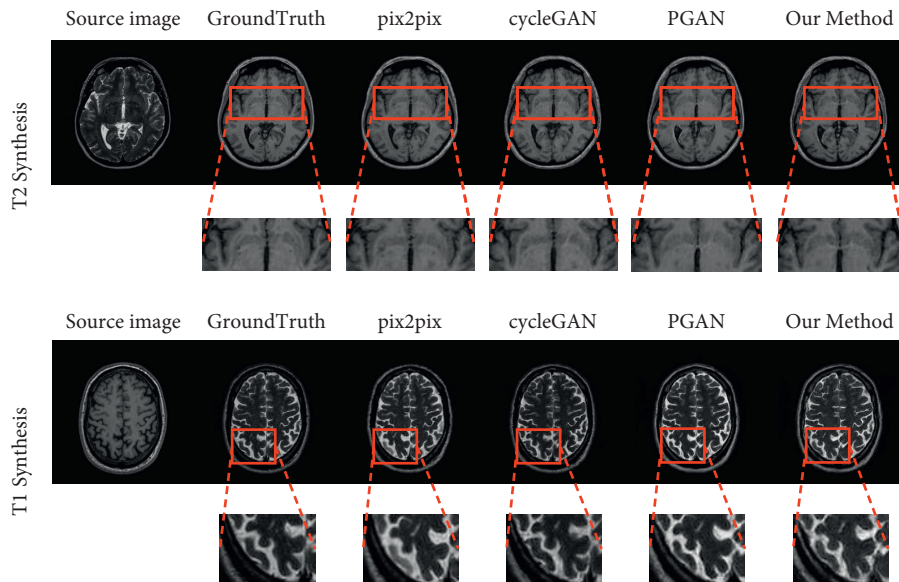 Source image GroundTruth pix2pix cycleGAN PGAN Our Method
T2 Synthesis
Source image GroundTruth pix2pix cycleGAN PGAN Our Method
T1 Synthesis